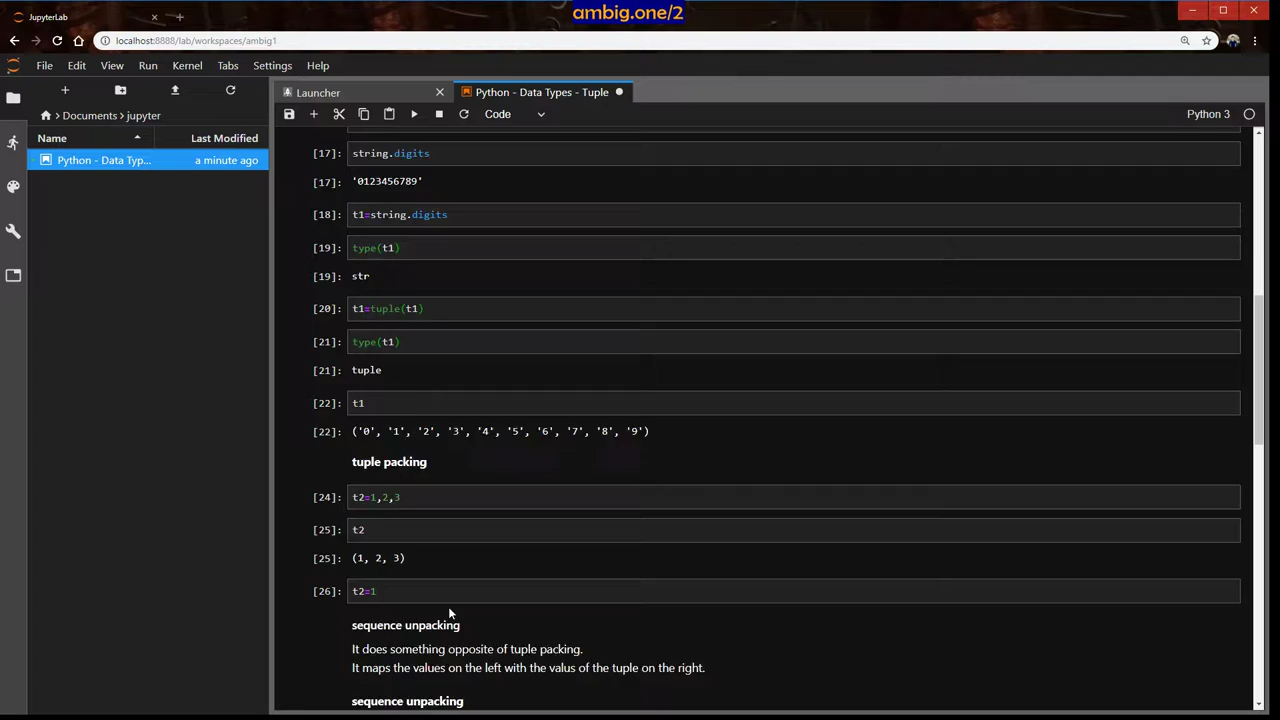 ambig.one/2
JupyterLab
localhost:8888/lab/workspaces/ambig1
File Edit View Run Kernel Tabs Settings Help
Launcher
Python - Data Types - Tuple
Documents jupyter
Code
Python 3
Name Last Modified
Python - Data Typ... a minute ago
[17]: string.digits
[17]: '0123456789'
[18]: t1=string.digits
[19]: type(t1)
[19]: str
[20]: t1=tuple(t1)
[21]: type(t1)
[21]: tuple
[22]: t1
[22]: ('0', '1', '2', '3', '4', '5', '6', '7', '8', '9')
tuple packing
[24]: t2=1,2,3
[25]: t2
[25]: (1, 2, 3)
[26]: t2=1
sequence unpacking
It does something opposite of tuple packing.
It maps the values on the left with the valus of the tuple on the right.
sequence unpacking